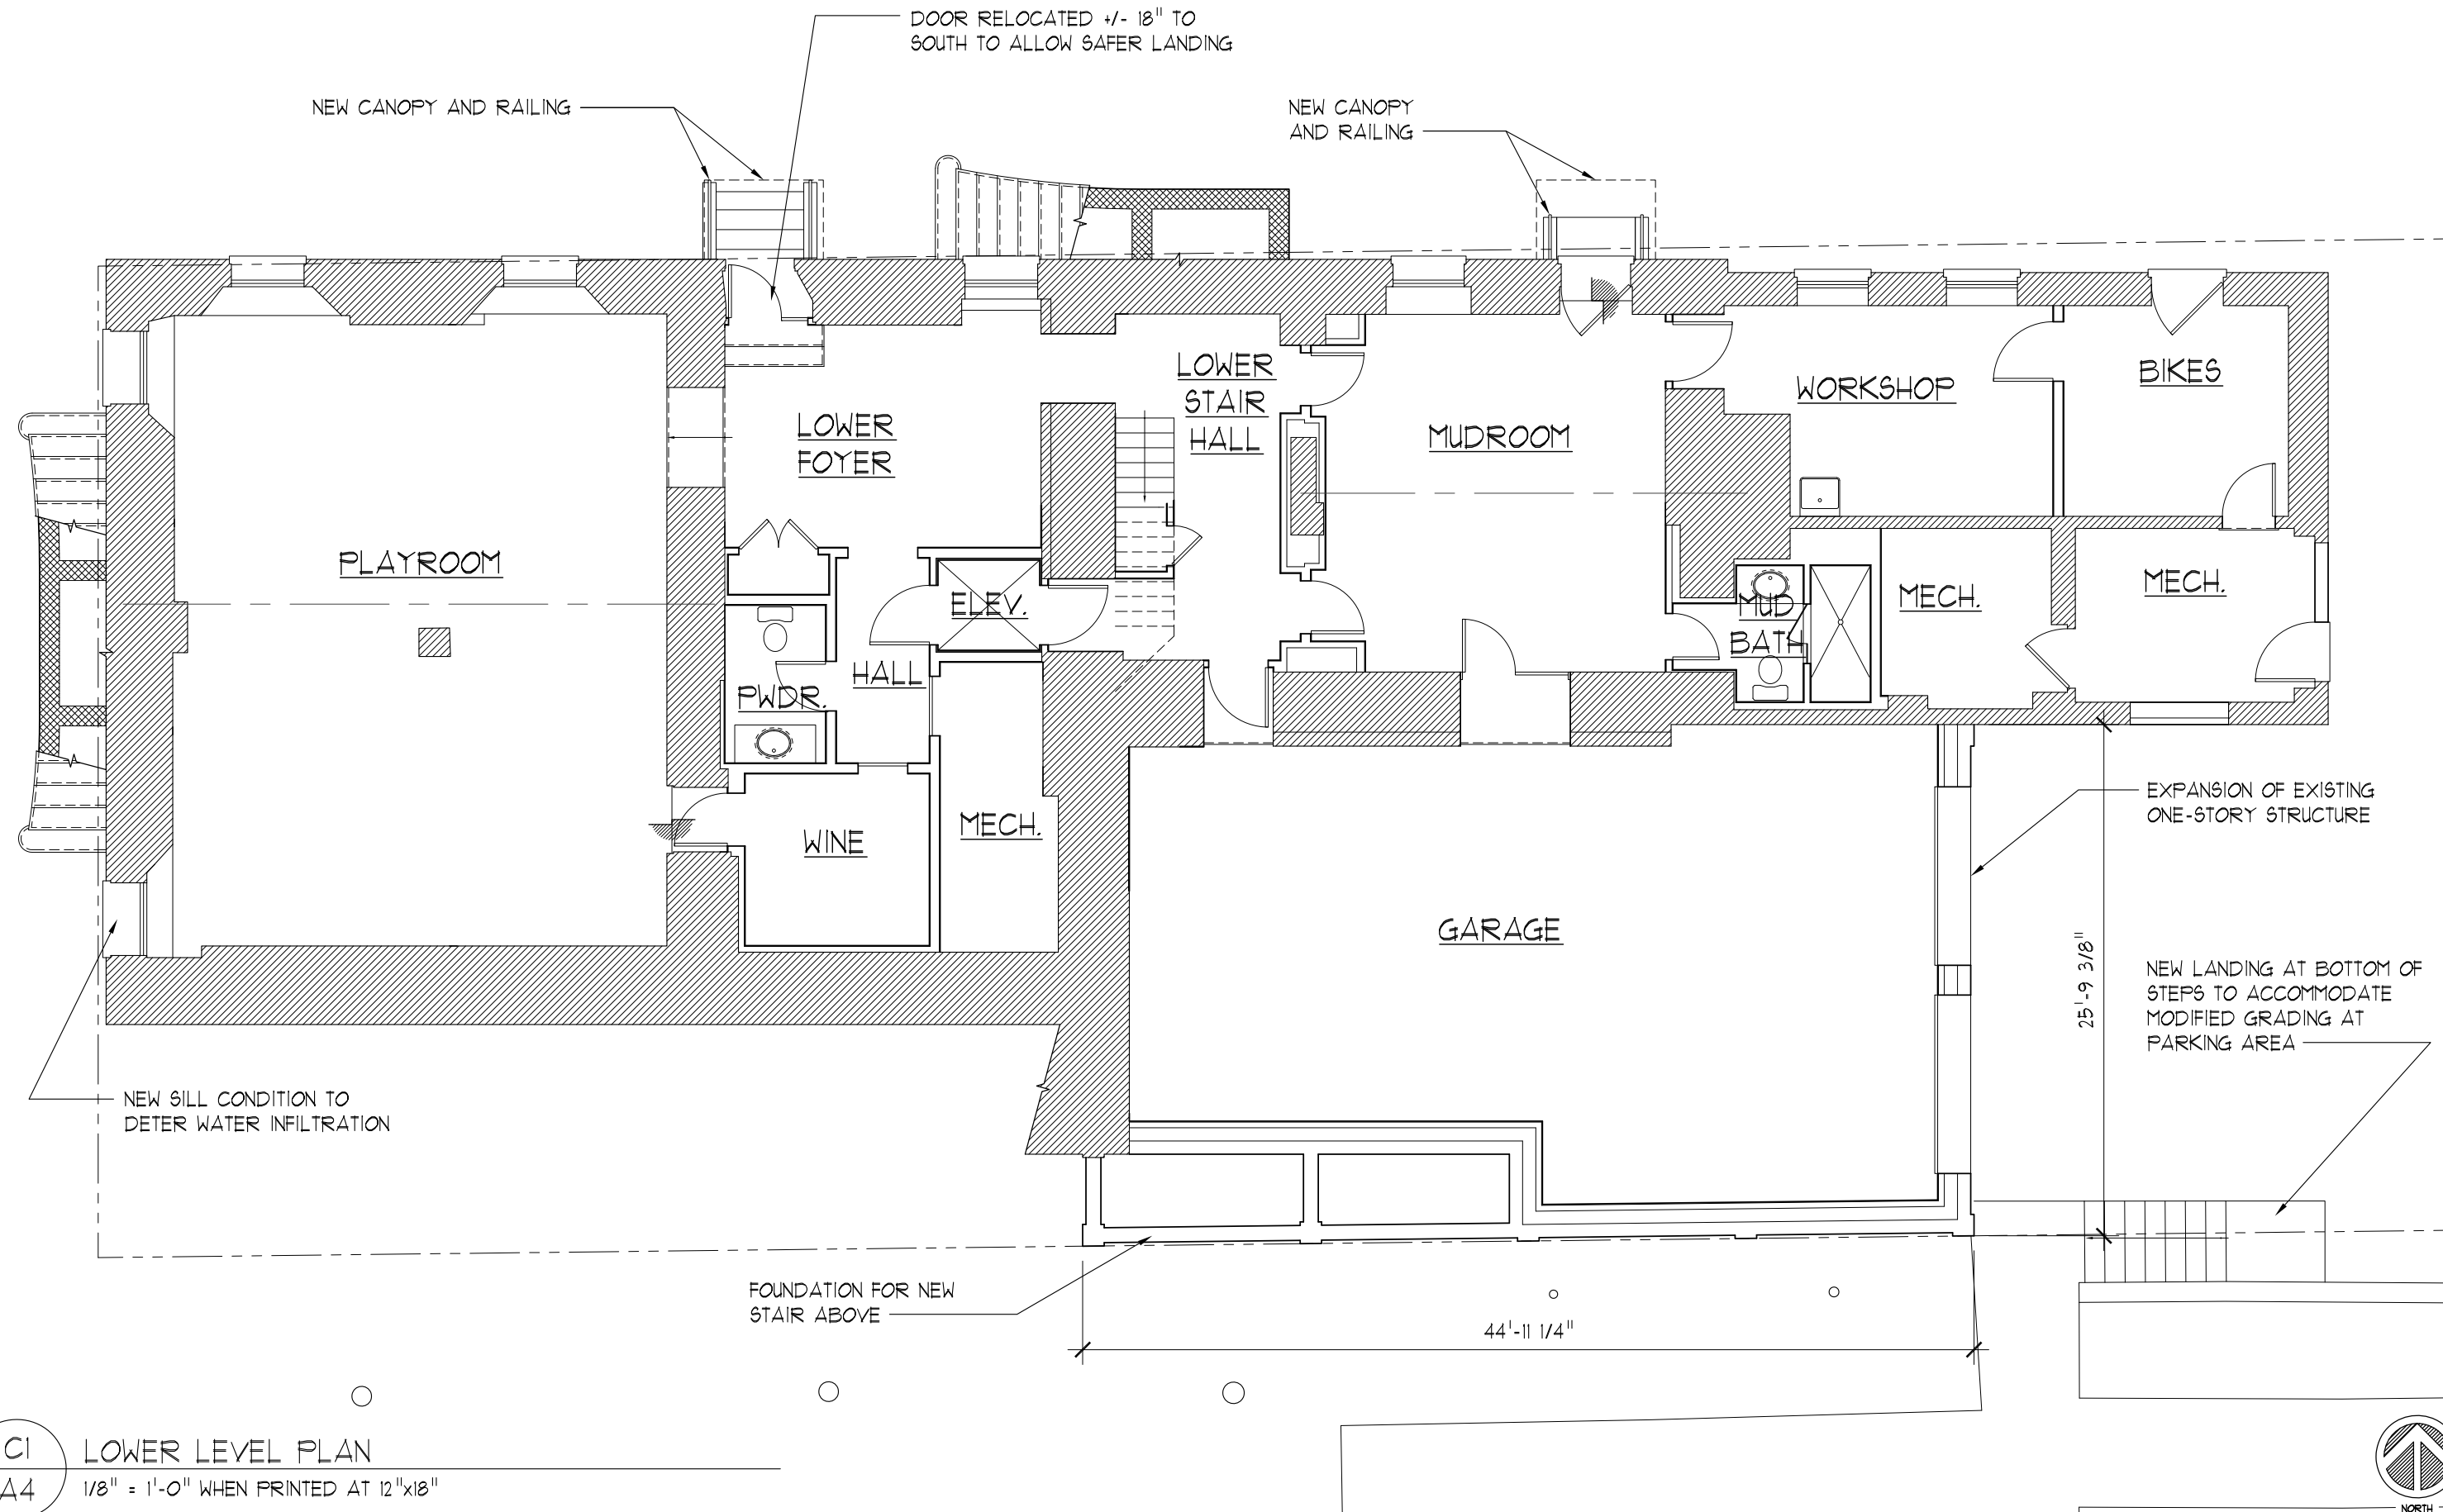 DOOR RELOCATED +/- 18" TO
SOUTH TO ALLOW SAFER LANDING
NEW CANOPY AND RAILING
NEW CANOPY
AND RAILING
LOWER
STAIR
HALL
BIKES
WORKSHOP
LOWER
FOYER
MUDROOM
PLAYROOM
ELEV.
MUD
BATH
MECH.
MECH.
HALL
PWDR.
WINE
MECH.
EXPANSION OF EXISTING
ONE-STORY STRUCTURE
GARAGE
25'-9 3/8"
NEW LANDING AT BOTTOM OF
STEPS TO ACCOMMODATE
MODIFIED GRADING AT
PARKING AREA
NEW SILL CONDITION TO
DETER WATER INFILTRATION
FOUNDATION FOR NEW
STAIR ABOVE
44'-11 1/4"
C1
A4
LOWER LEVEL PLAN
1/8" = 1'-0" WHEN PRINTED AT 12"x18"
NORTH